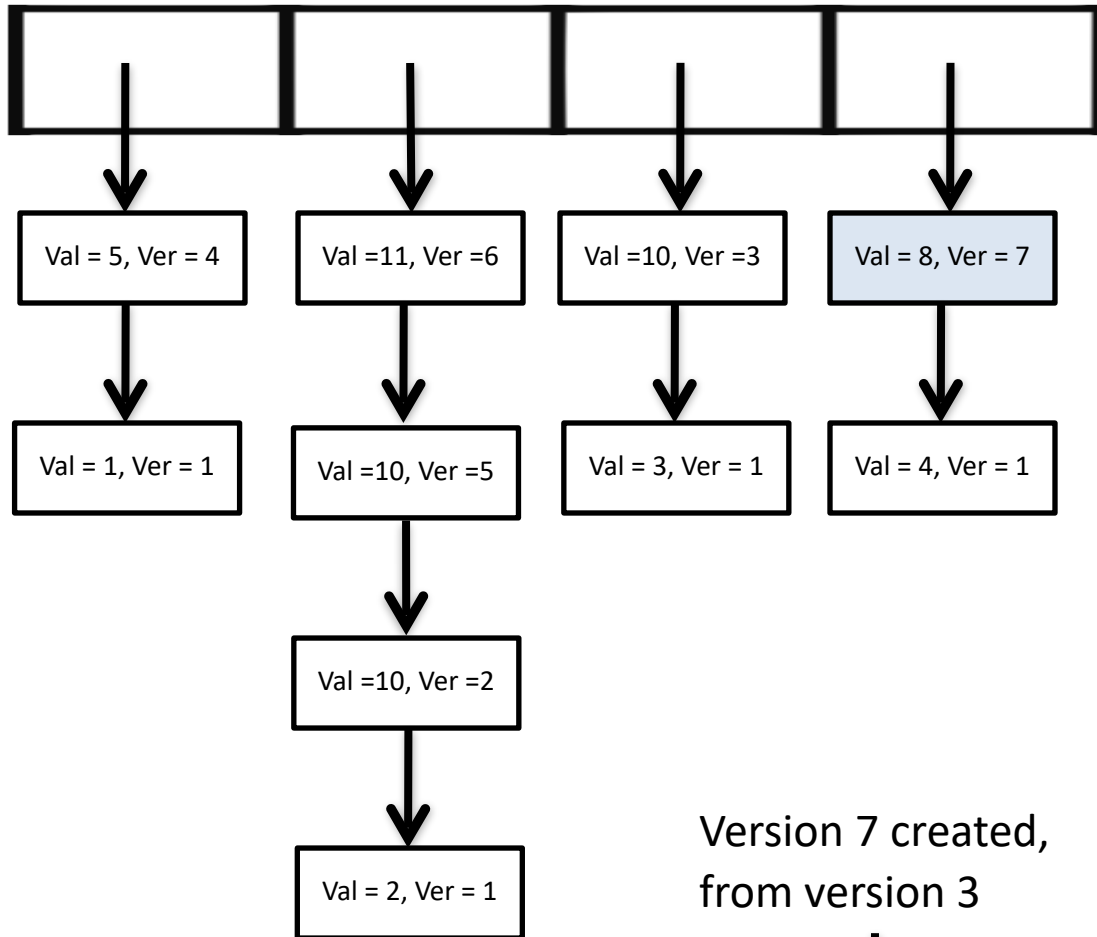 Val = 5, Ver = 4
Val =11, Ver =6
Val =10, Ver =3
Val = 8, Ver = 7
Val = 1, Ver = 1
Val =10, Ver =5
Val = 3, Ver = 1
Val = 4, Ver = 1
Val =10, Ver =2
Val = 2, Ver = 1
Version 7 created,
from version 3